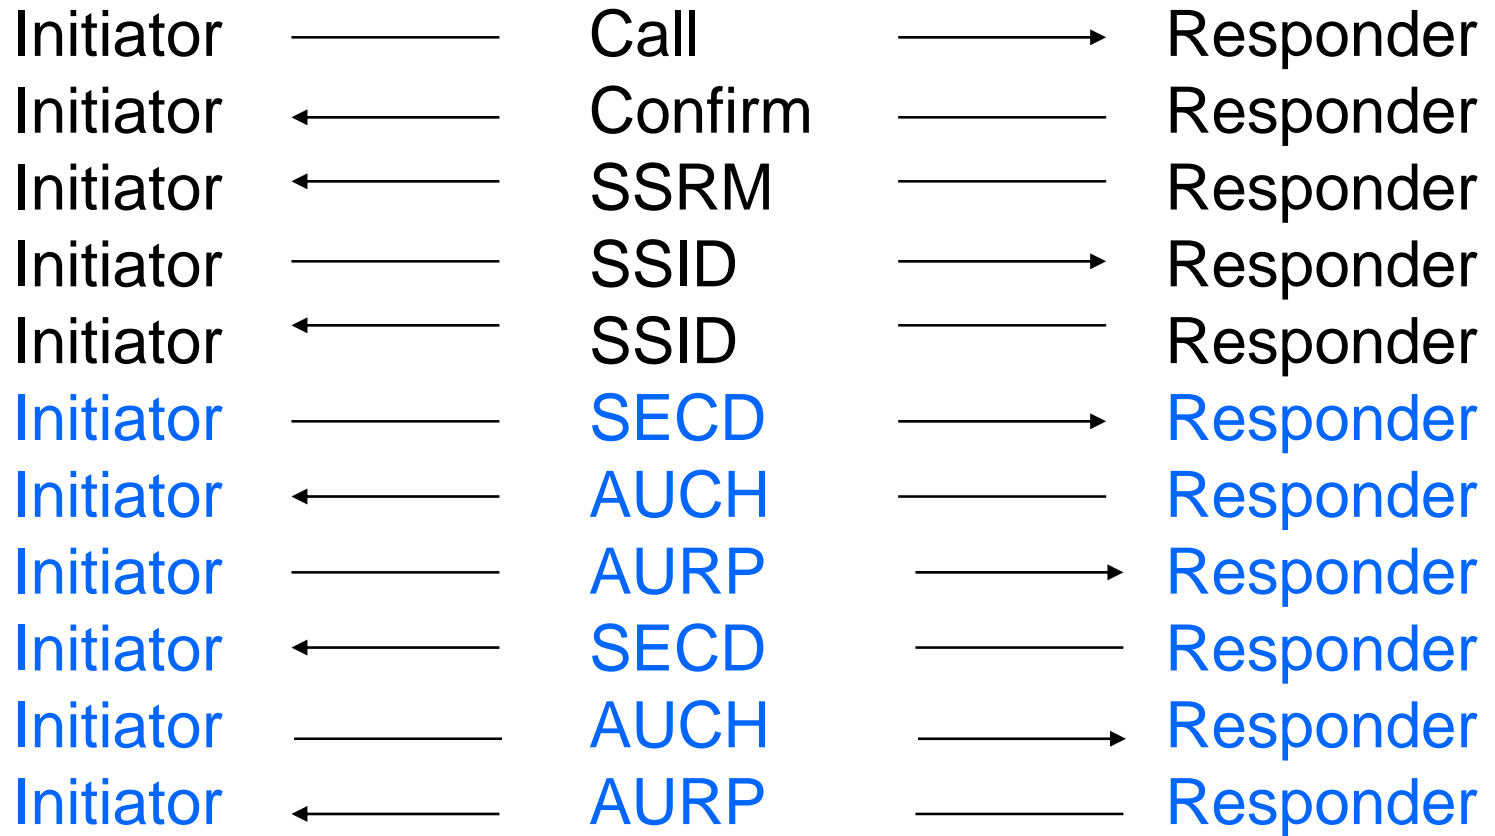 Initiator Call Responder
Initiator Confirm Responder
Initiator SSRM Responder
Initiator SSID Responder
Initiator SSID Responder
Initiator SECD Responder
Initiator AUCH Responder
Initiator AURP Responder
Initiator SECD Responder
Initiator AUCH Responder
Initiator AURP Responder